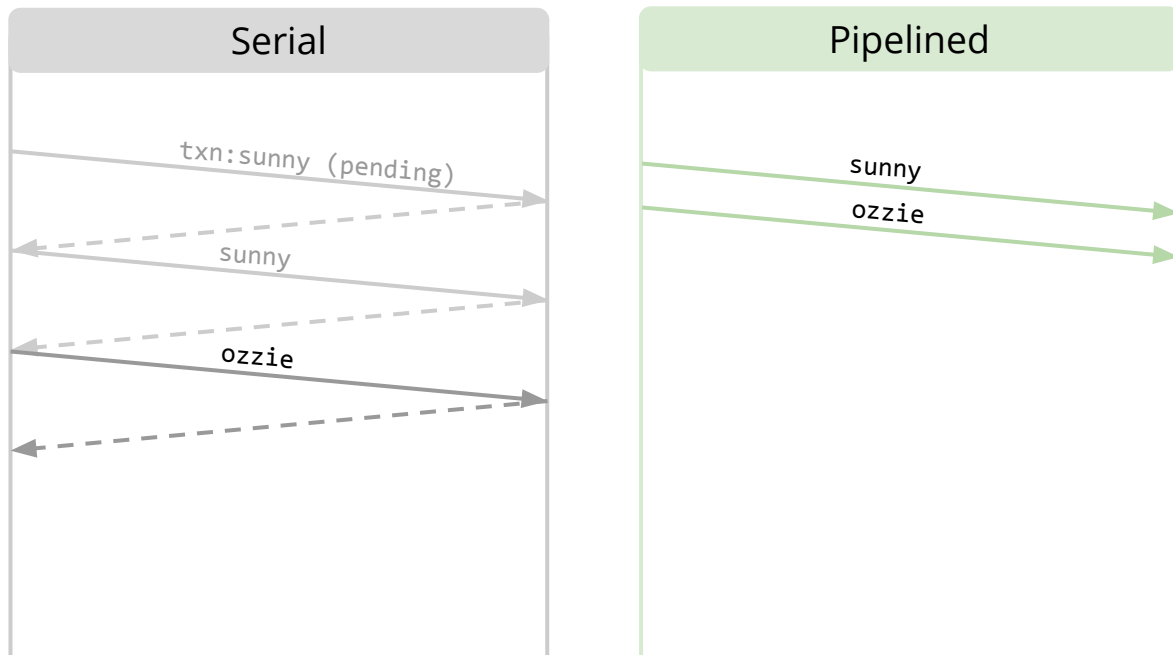 Serial
txn:sunny (pending)
sunny
ozzie
Pipelined
sunny
ozzie